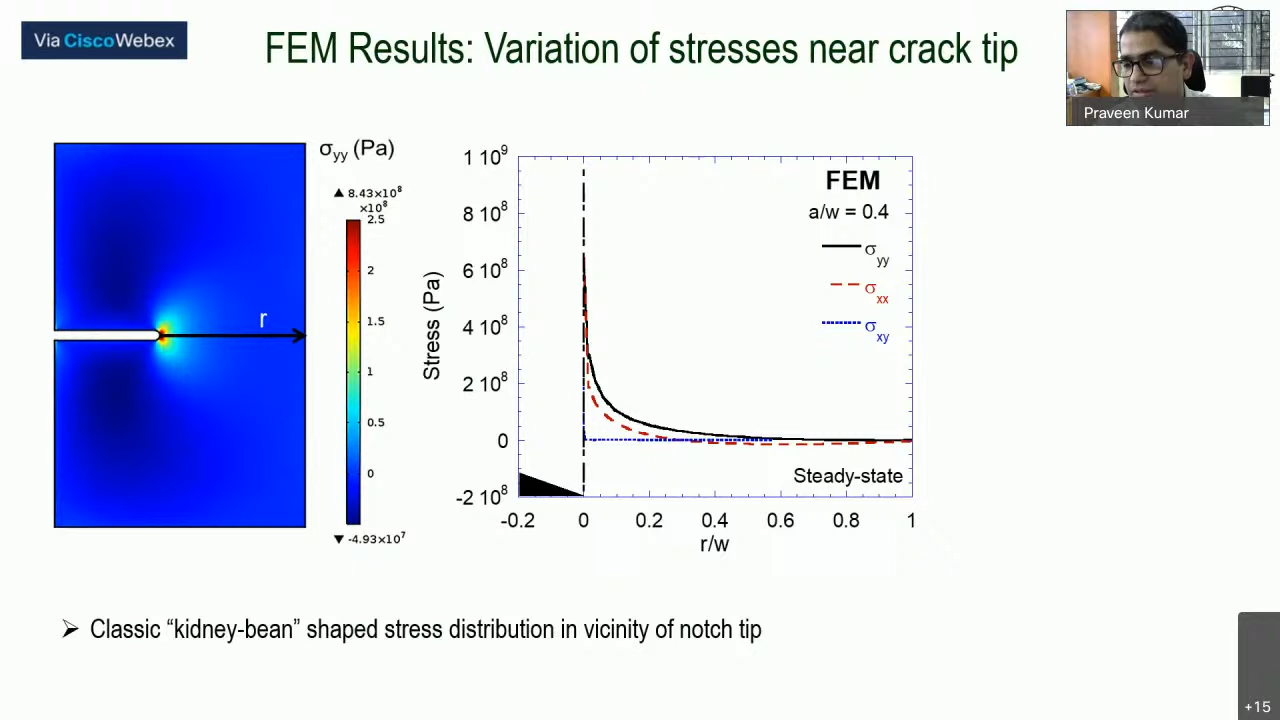 Via Cisco Webex
FEM Results: Variation of stresses near crack tip
Praveen Kumar
σyy (Pa)
▲ 8.43×10⁸
×10⁸
2.5
2
1.5
1
0.5
0
▼ -4.93×10⁷
r
Stress (Pa)
1 10⁹
8 10⁸
6 10⁸
4 10⁸
2 10⁸
0
-2 10⁸
FEM
a/w = 0.4
σyy
σxx
σxy
Steady-state
-0.2 0 0.2 0.4 0.6 0.8 1
r/w
➢ Classic “kidney-bean” shaped stress distribution in vicinity of notch tip
+15